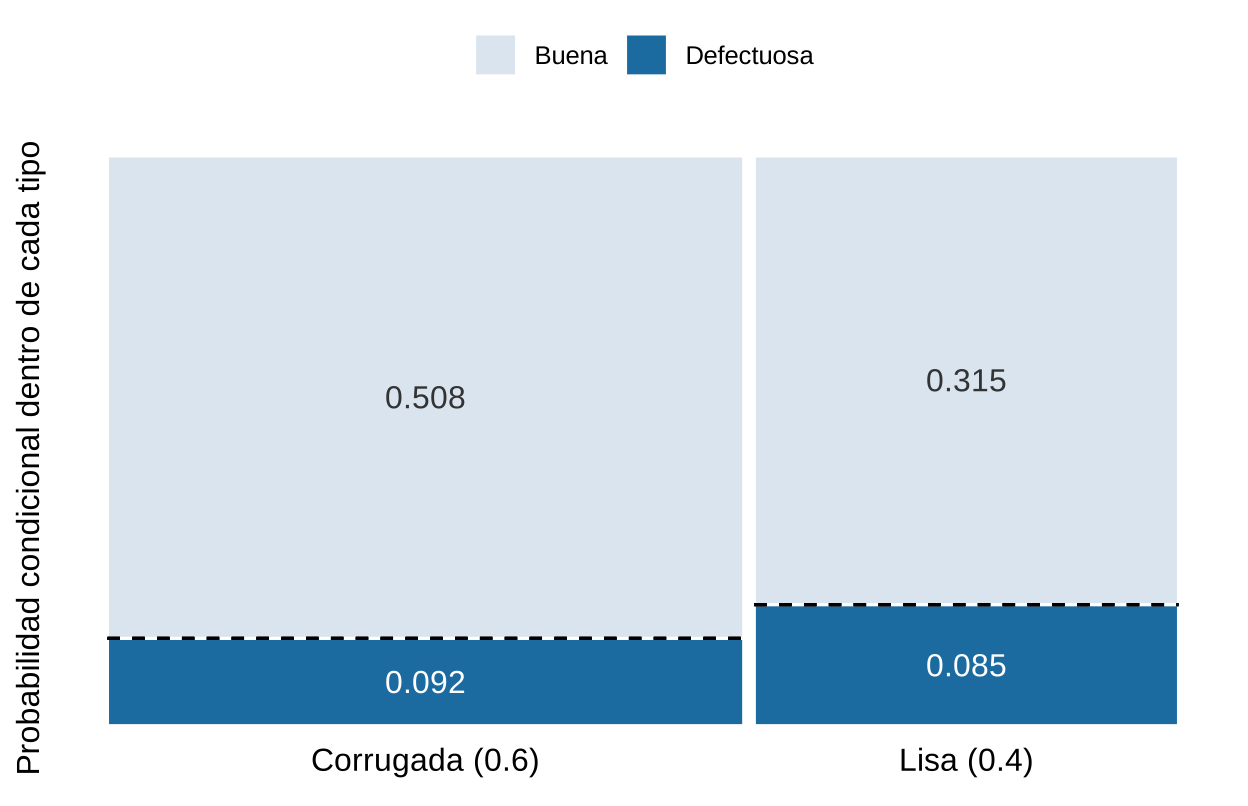 Buena
Defectuosa
Probabilidad condicional dentro de cada tipo
0.508
0.315
0.092
0.085
Corrugada (0.6)
Lisa (0.4)